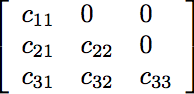 c₁₁ 0 0
c₂₁ c₂₂ 0
c₃₁ c₃₂ c₃₃